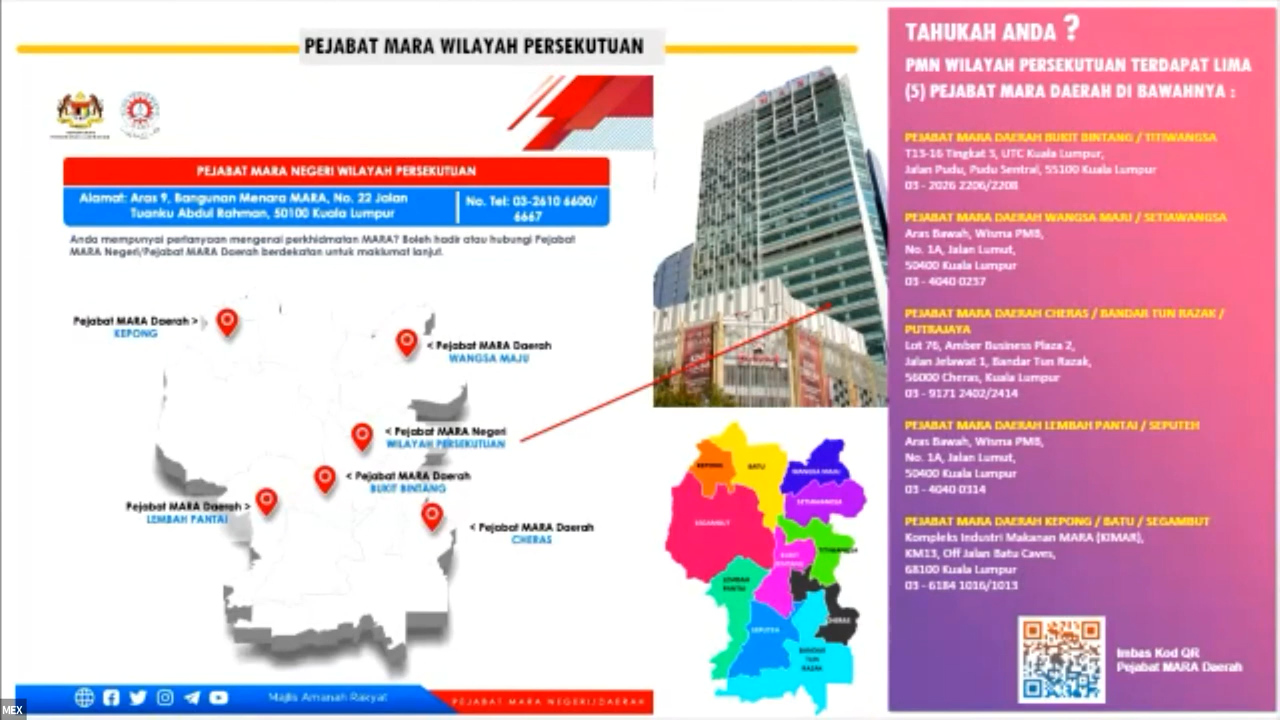 PEJABAT MARA WILAYAH PERSEKUTUAN
PEJABAT MARA NEGERI WILAYAH PERSEKUTUAN
Alamat: Aras 9, Bangunan Menara MARA, No. 22 Jalan
Tuanku Abdul Rahman, 50100 Kuala Lumpur
No. Tel: 03-2610 6600/
6667
Anda mempunyai pertanyaan mengenai perkhidmatan MARA? Boleh hadir atau hubungi Pejabat
MARA Negeri/Pejabat MARA Daerah berdekatan untuk maklumat lanjut.
Pejabat MARA Daerah >
KEPONG
< Pejabat MARA Daerah
WANGSA MAJU
< Pejabat MARA Negeri
WILAYAH PERSEKUTUAN
< Pejabat MARA Daerah
BUKIT BINTANG
Pejabat MARA Daerah >
LEMBAH PANTAI
< Pejabat MARA Daerah
CHERAS
Majlis Amanah Rakyat
PEJABAT MARA NEGERI/DAERAH
MEX
KEPONG
BATU
WANGSA MAJU
SETIAWANGSA
SEGAMBUT
TITIWANGSA
BUKIT
BINTANG
LEMBAH
PANTAI
CHERAS
SEPUTEH
BANDAR
TUN
RAZAK
TAHUKAH ANDA ?
PMN WILAYAH PERSEKUTUAN TERDAPAT LIMA
(5) PEJABAT MARA DAERAH DI BAWAHNYA :
PEJABAT MARA DAERAH BUKIT BINTANG / TITIWANGSA
T13-16 Tingkat 3, UTC Kuala Lumpur,
Jalan Pudu, Pudu Sentral, 55100 Kuala Lumpur
03 - 2026 2206/2208
PEJABAT MARA DAERAH WANGSA MAJU / SETIAWANGSA
Aras Bawah, Wisma PMB,
No. 1A, Jalan Lumut,
50400 Kuala Lumpur
03 - 4040 0237
PEJABAT MARA DAERAH CHERAS / BANDAR TUN RAZAK /
PUTRAJAYA
Lot 76, Amber Business Plaza 2,
Jalan Jelawat 1, Bandar Tun Razak,
56000 Cheras, Kuala Lumpur
03 - 9171 2402/2414
PEJABAT MARA DAERAH LEMBAH PANTAI / SEPUTEH
Aras Bawah, Wisma PMB,
No. 1A, Jalan Lumut,
50400 Kuala Lumpur
03 - 4040 0314
PEJABAT MARA DAERAH KEPONG / BATU / SEGAMBUT
Kompleks Industri Makanan MARA (KIMAR),
KM13, Off Jalan Batu Caves,
68100 Kuala Lumpur
03 - 6184 1016/1013
Imbas Kod QR
Pejabat MARA Daerah